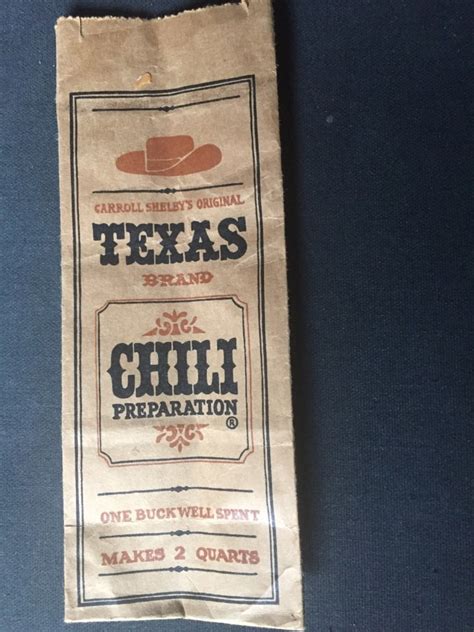 CARROLL SHELBY'S ORIGINAL
TEXAS
BRAND
CHILI
PREPARATION
®
ONE BUCK WELL SPENT
MAKES 2 QUARTS